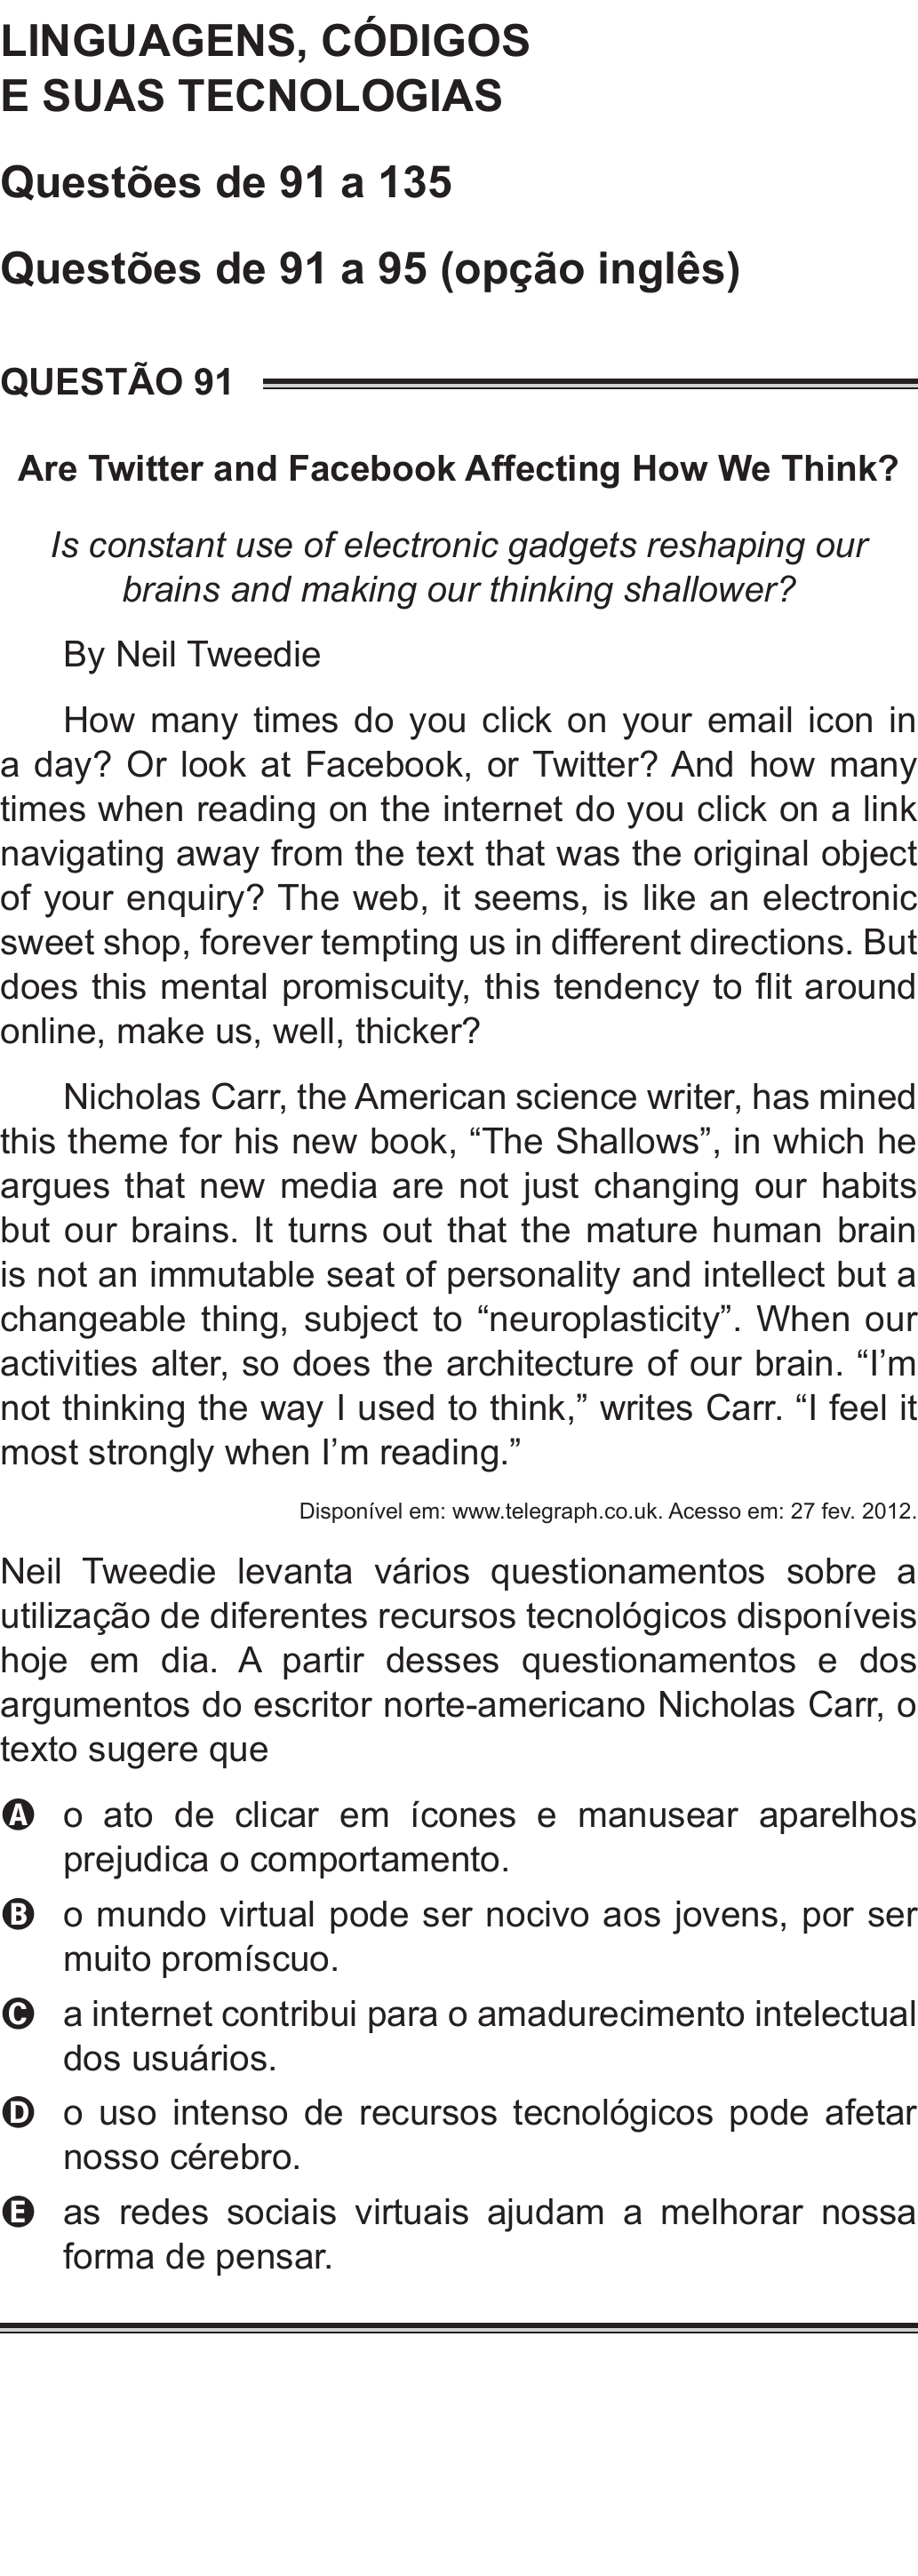 LINGUAGENS, CÓDIGOS
E SUAS TECNOLOGIAS
Questões de 91 a 135
Questões de 91 a 95 (opção inglês)
QUESTÃO 91
Are Twitter and Facebook Affecting How We Think?
Is constant use of electronic gadgets reshaping our
brains and making our thinking shallower?
By Neil Tweedie
How many times do you click on your email icon in
a day? Or look at Facebook, or Twitter? And how many
times when reading on the internet do you click on a link
navigating away from the text that was the original object
of your enquiry? The web, it seems, is like an electronic
sweet shop, forever tempting us in different directions. But
does this mental promiscuity, this tendency to flit around
online, make us, well, thicker?
Nicholas Carr, the American science writer, has mined
this theme for his new book, “The Shallows”, in which he
argues that new media are not just changing our habits
but our brains. It turns out that the mature human brain
is not an immutable seat of personality and intellect but a
changeable thing, subject to “neuroplasticity”. When our
activities alter, so does the architecture of our brain. “I’m
not thinking the way I used to think,” writes Carr. “I feel it
most strongly when I’m reading.”
Disponível em: www.telegraph.co.uk. Acesso em: 27 fev. 2012.
Neil Tweedie levanta vários questionamentos sobre a
utilização de diferentes recursos tecnológicos disponíveis
hoje em dia. A partir desses questionamentos e dos
argumentos do escritor norte-americano Nicholas Carr, o
texto sugere que
A o ato de clicar em ícones e manusear aparelhos
prejudica o comportamento.
B o mundo virtual pode ser nocivo aos jovens, por ser
muito promíscuo.
C a internet contribui para o amadurecimento intelectual
dos usuários.
D o uso intenso de recursos tecnológicos pode afetar
nosso cérebro.
E as redes sociais virtuais ajudam a melhorar nossa
forma de pensar.